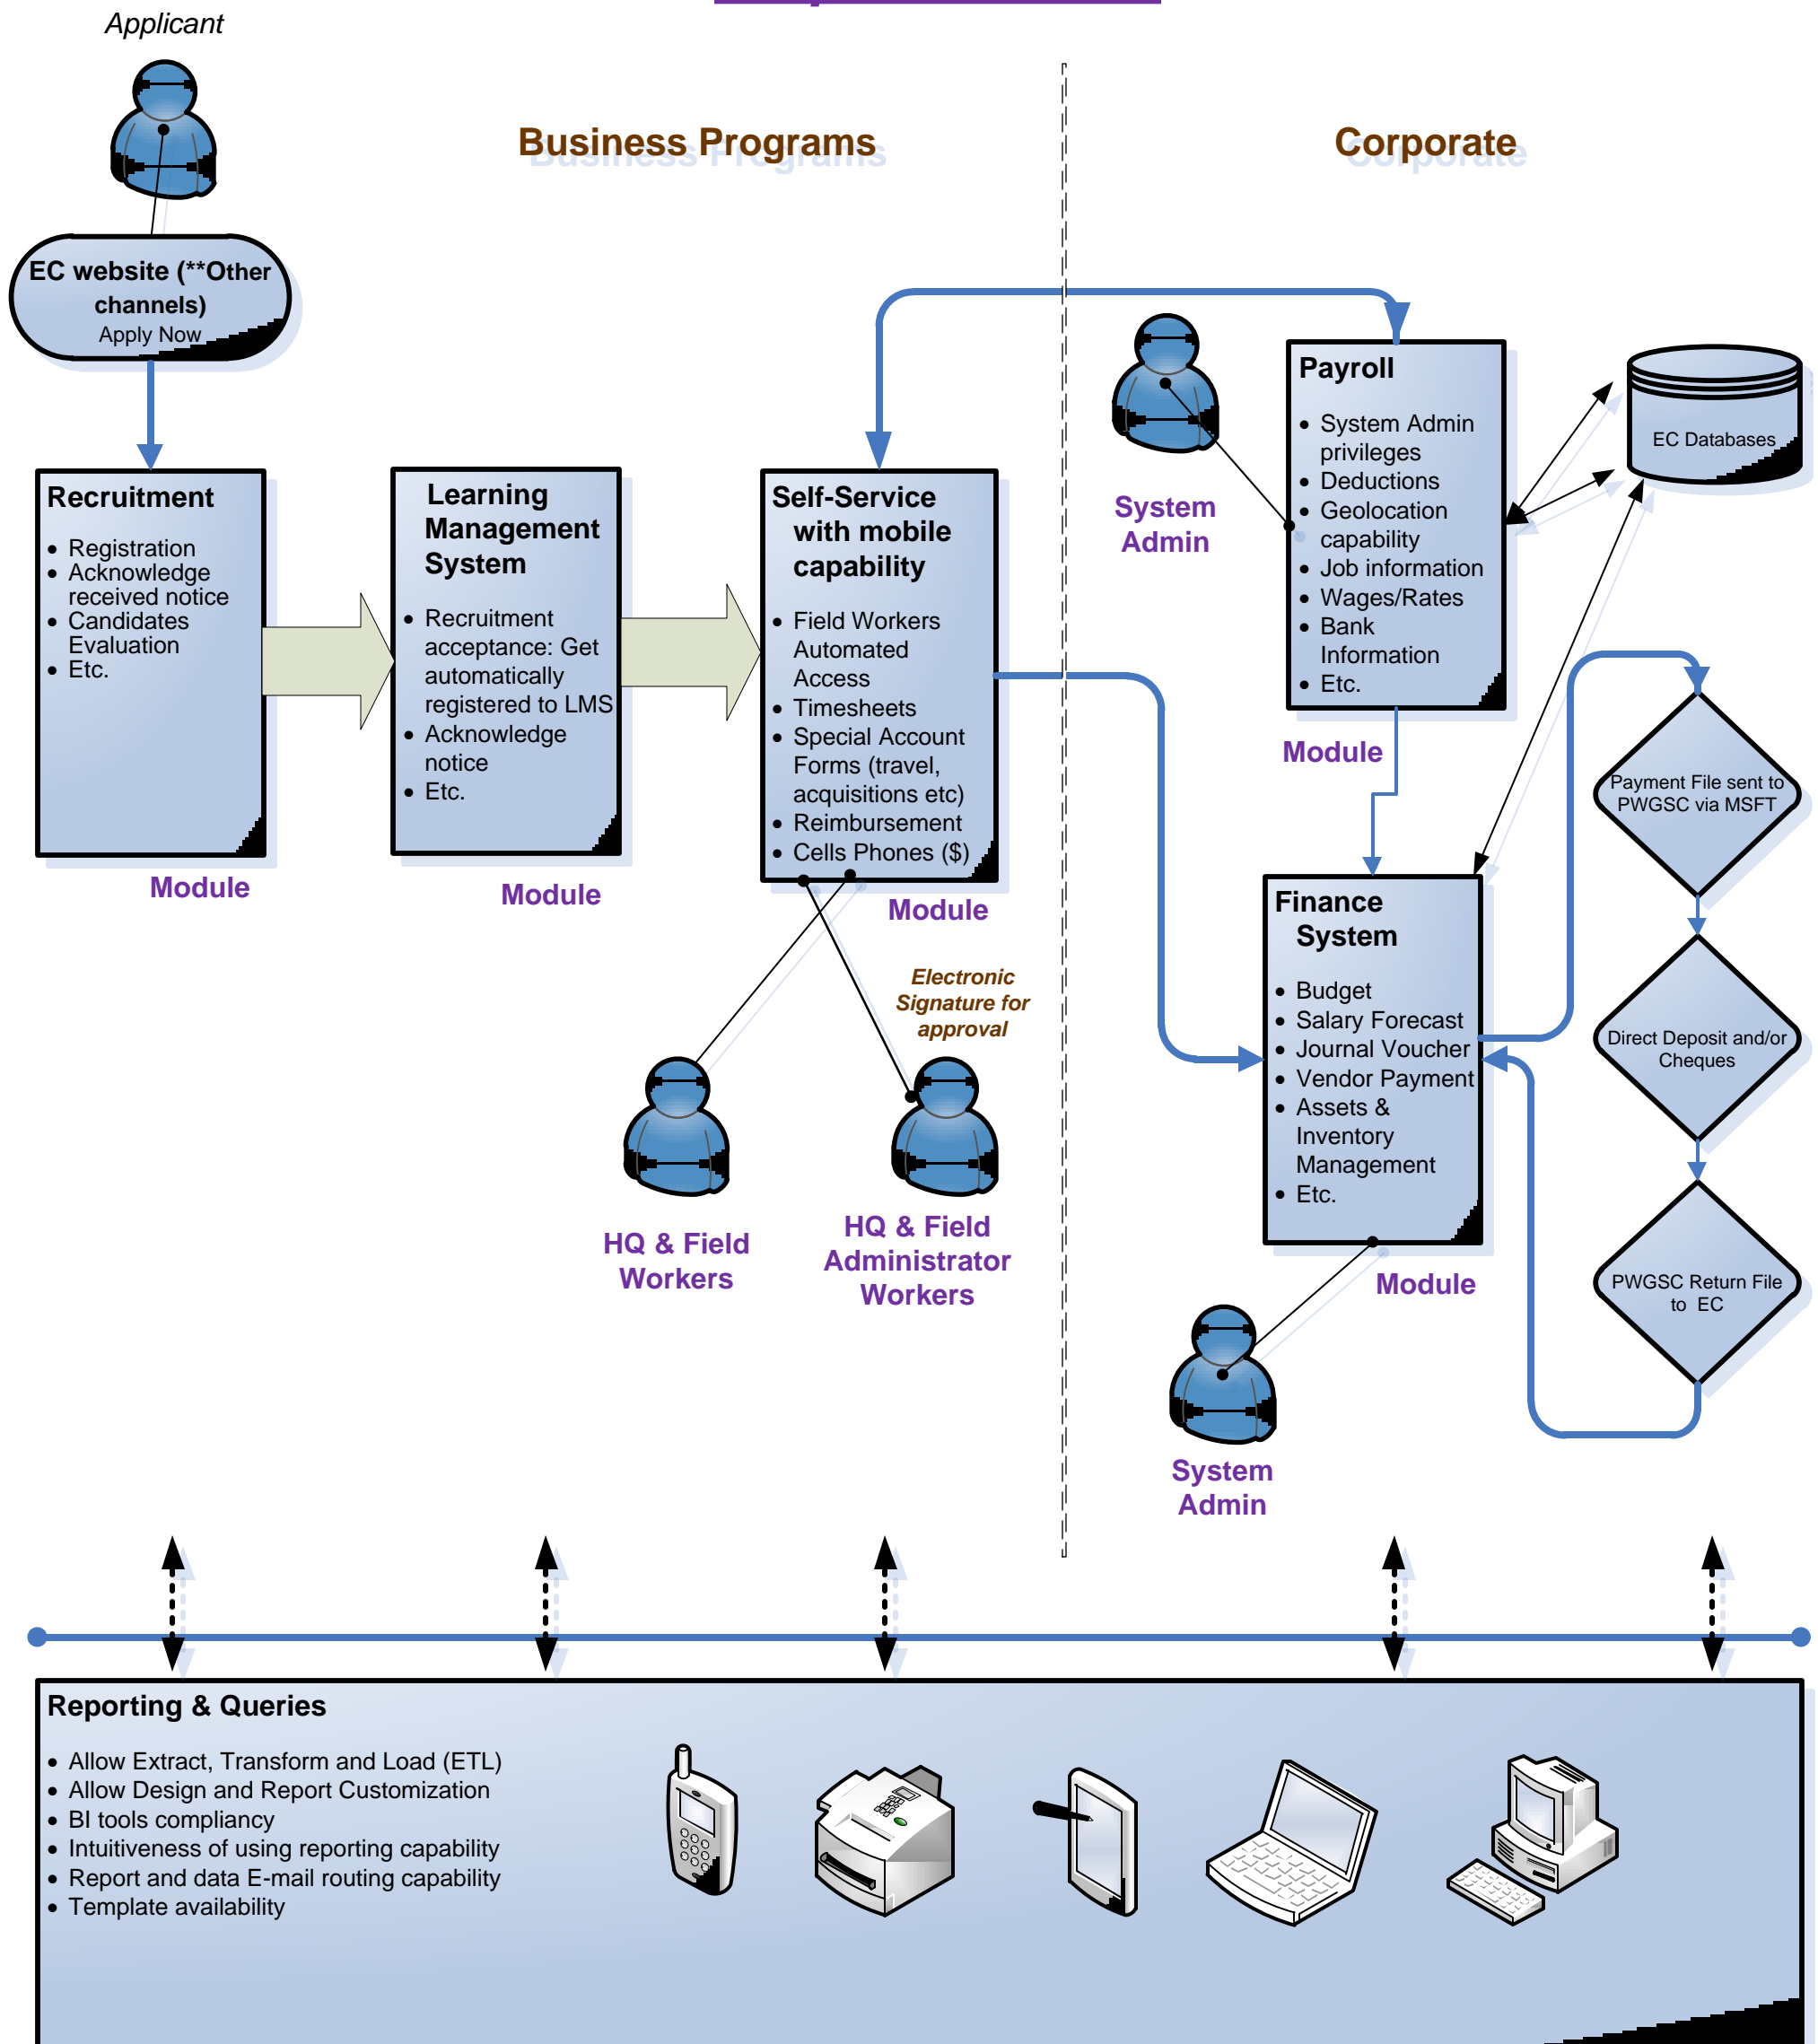 Applicant
Business Programs
Corporate
EC website (**Other
channels)
Apply Now
Recruitment
• Registration
• Acknowledge
received notice
• Candidates
Evaluation
• Etc.
Module
Learning
Management
System
• Recruitment
acceptance: Get
automatically
registered to LMS
• Acknowledge
notice
• Etc.
Module
Self-Service
with mobile
capability
• Field Workers
Automated
Access
• Timesheets
• Special Account
Forms (travel,
acquisitions etc)
• Reimbursement
• Cells Phones ($)
Module
Electronic
Signature for
approval
HQ & Field
Workers
HQ & Field
Administrator
Workers
System
Admin
Payroll
• System Admin
privileges
• Deductions
• Geolocation
capability
• Job information
• Wages/Rates
• Bank
Information
• Etc.
Module
EC Databases
Payment File sent to
PWGSC via MSFT
Direct Deposit and/or
Cheques
PWGSC Return File
to EC
Finance
System
• Budget
• Salary Forecast
• Journal Voucher
• Vendor Payment
• Assets &
Inventory
Management
• Etc.
Module
System
Admin
Reporting & Queries
• Allow Extract, Transform and Load (ETL)
• Allow Design and Report Customization
• BI tools compliancy
• Intuitiveness of using reporting capability
• Report and data E-mail routing capability
• Template availability